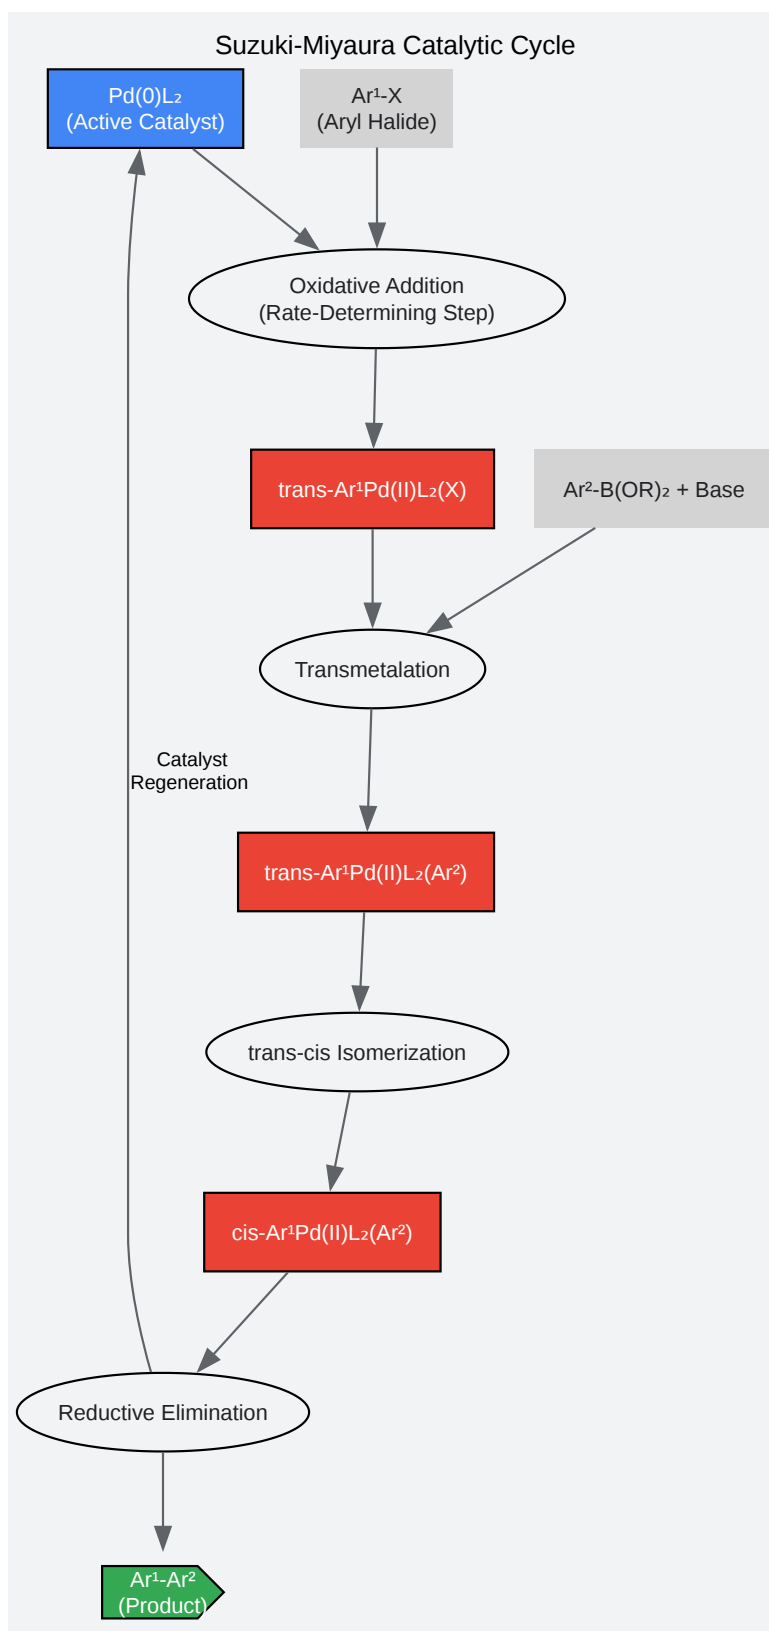 Suzuki-Miyaura Catalytic Cycle
Pd(0)L₂
(Active Catalyst)
Ar¹-X
(Aryl Halide)
Oxidative Addition
(Rate-Determining Step)
trans-Ar¹Pd(II)L₂(X)
Ar²-B(OR)₂ + Base
Transmetalation
Catalyst
Regeneration
trans-Ar¹Pd(II)L₂(Ar²)
trans-cis Isomerization
cis-Ar¹Pd(II)L₂(Ar²)
Reductive Elimination
Ar¹-Ar²
(Product)